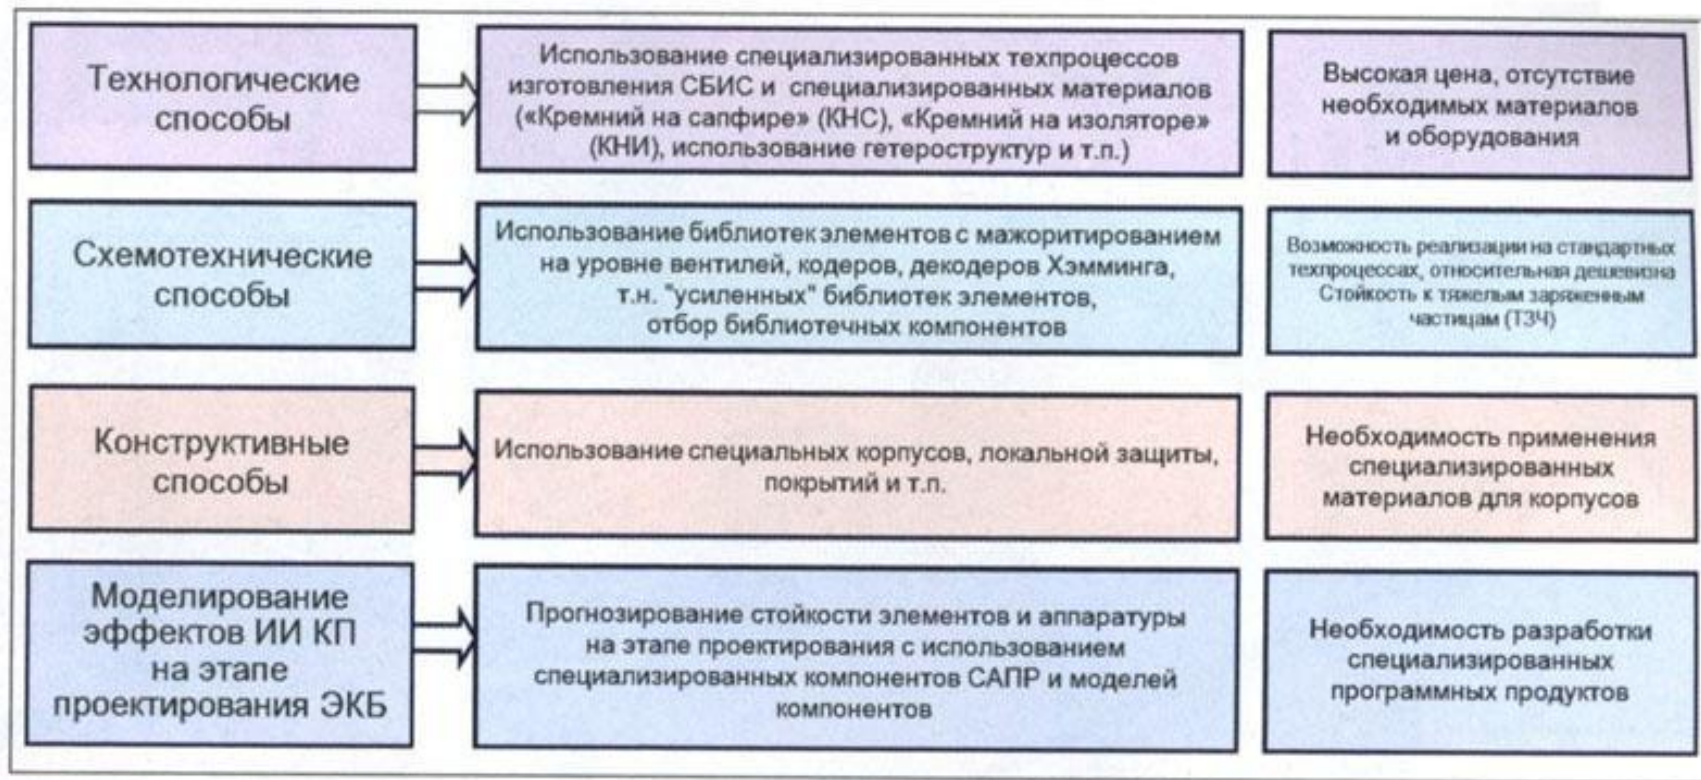 Технологические
способы
Использование специализированных техпроцессов
изготовления СБИС и специализированных материалов
(«Кремний на сапфире» (КНС), «Кремний на изоляторе»
(КНИ), использование гетероструктур и т.п.)
Высокая цена, отсутствие
необходимых материалов
и оборудования
Схемотехнические
способы
Использование библиотек элементов с мажоритированием
на уровне вентилей, кодеров, декодеров Хэмминга,
т.н. "усиленных" библиотек элементов,
отбор библиотечных компонентов
Возможность реализации на стандартных
техпроцессах, относительная дешевизна
Стойкость к тяжелым заряженным
частицам (ТЗЧ)
Конструктивные
способы
Использование специальных корпусов, локальной защиты,
покрытий и т.п.
Необходимость применения
специализированных
материалов для корпусов
Моделирование
эффектов ИИ КП
на этапе
проектирования ЭКБ
Прогнозирование стойкости элементов и аппаратуры
на этапе проектирования с использованием
специализированных компонентов САПР и моделей
компонентов
Необходимость разработки
специализированных
программных продуктов